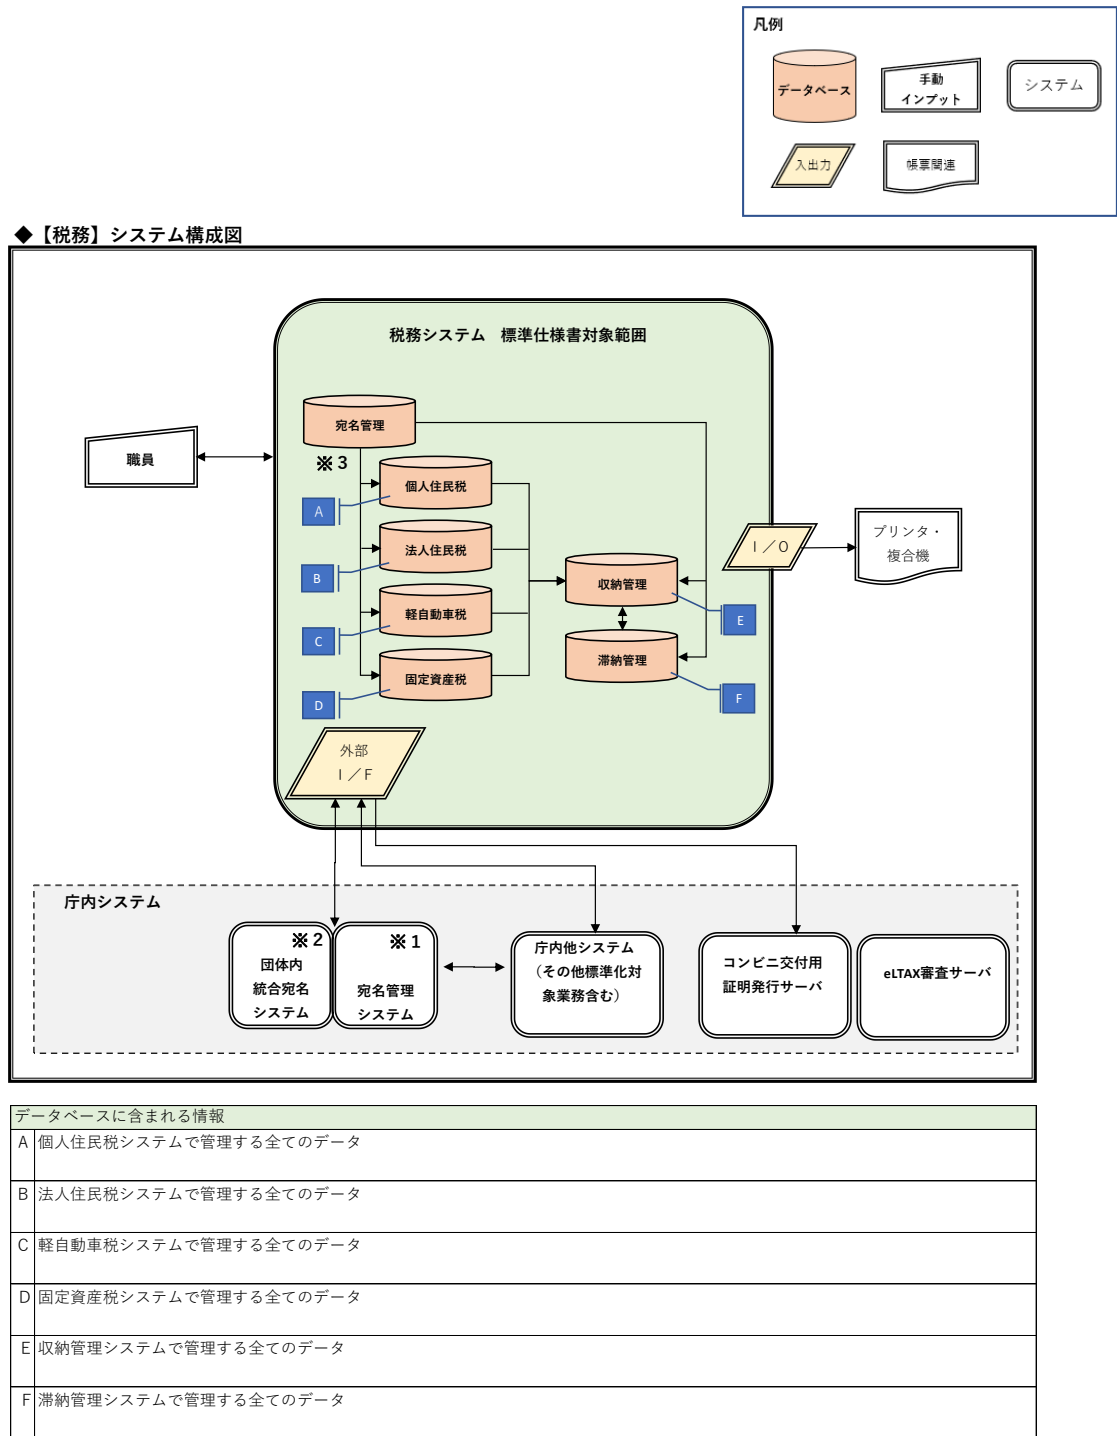 凡例
データベース
手動
インプット
システム
入出力
帳票関連
◆【税務】システム構成図
税務システム　標準仕様書対象範囲
宛名管理
※３
職員
個人住民税
A
法人住民税
B
軽自動車税
C
固定資産税
D
収納管理
E
滞納管理
F
Ｉ／Ｏ
プリンタ・
複合機
外部
Ｉ／Ｆ
庁内システム
※２
団体内
統合宛名
システム
※１
宛名管理
システム
庁内他システム
（その他標準化対
象業務含む）
コンビニ交付用
証明発行サーバ
eLTAX審査サーバ
データベースに含まれる情報
A 個人住民税システムで管理する全てのデータ
B 法人住民税システムで管理する全てのデータ
C 軽自動車税システムで管理する全てのデータ
D 固定資産税システムで管理する全てのデータ
E 収納管理システムで管理する全てのデータ
F 滞納管理システムで管理する全てのデータ